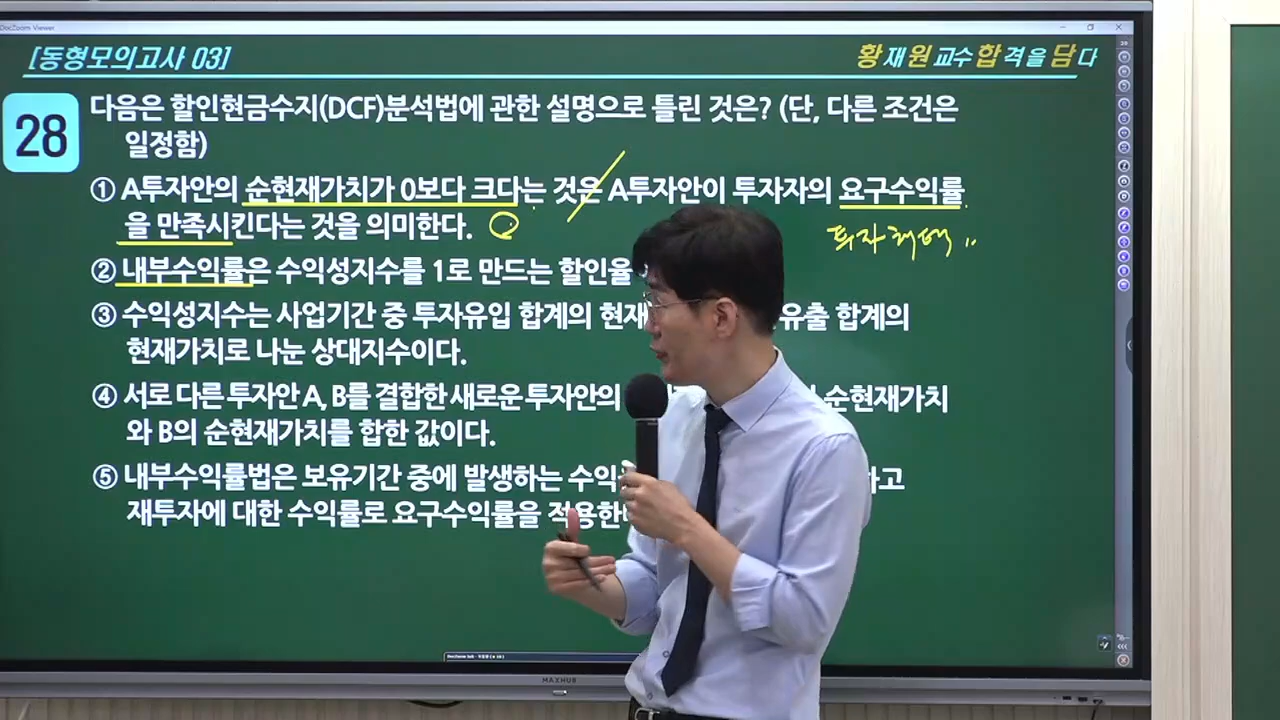 DocZoom Viewer
[동형모의고사 03]
황재원교수합격을담다
28
다음은 할인현금수지(DCF)분석법에 관한 설명으로 틀린 것은? (단, 다른 조건은
일정함)
① A투자안의 순현재가치가 0보다 크다는 것은 A투자안이 투자자의 요구수익률
을 만족시킨다는 것을 의미한다.
투자채택
② 내부수익률은 수익성지수를 1로 만드는 할인율
③ 수익성지수는 사업기간 중 투자유입 합계의 현재 유출 합계의
현재가치로 나눈 상대지수이다.
④ 서로 다른 투자안 A, B를 결합한 새로운 투자안의 순현재가치
와 B의 순현재가치를 합한 값이다.
⑤ 내부수익률법은 보유기간 중에 발생하는 수익 하고
재투자에 대한 수익률로 요구수익률을 적용한
MAXHUB